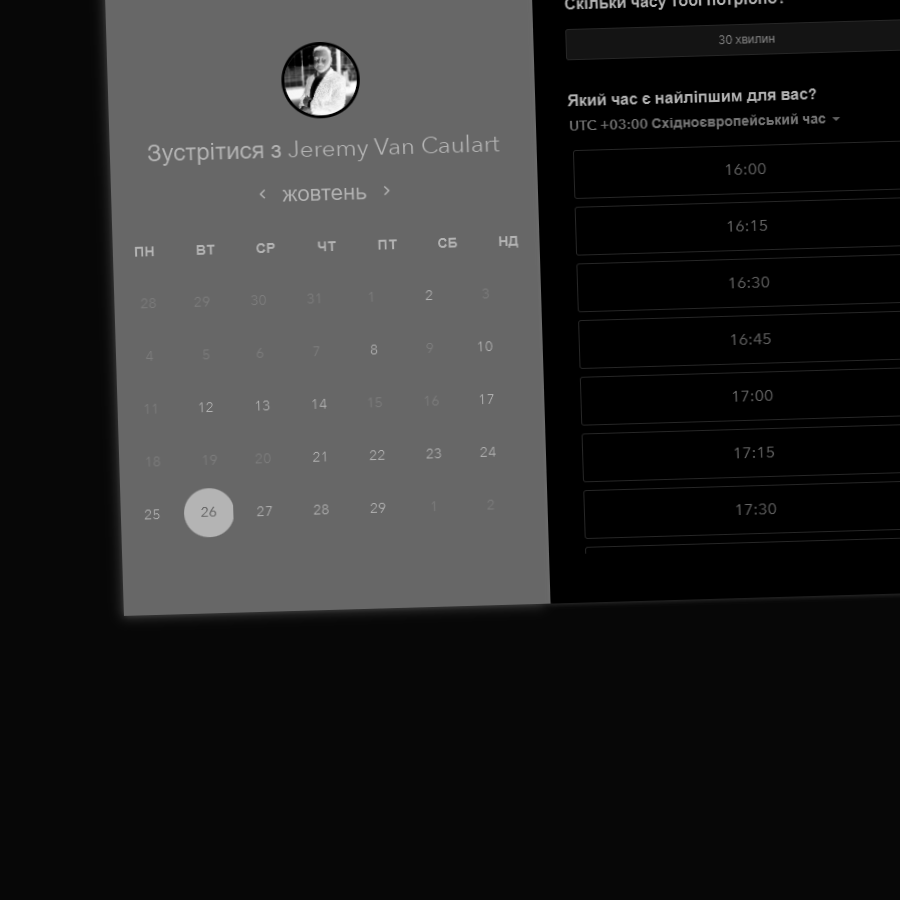 Зустрітися з Jeremy Van Caulart
жовтень
ПН ВТ СР ЧТ ПТ СБ НД
28 29 30 31 1 2 3
4 5 6 7 8 9 10
11 12 13 14 15 16 17
18 19 20 21 22 23 24
25 26 27 28 29 1 2
Скільки часу тобі потрібно?
30 хвилин
Який час є найліпшим для вас?
UTC +03:00 Східноєвропейський час
16:00
16:15
16:30
16:45
17:00
17:15
17:30